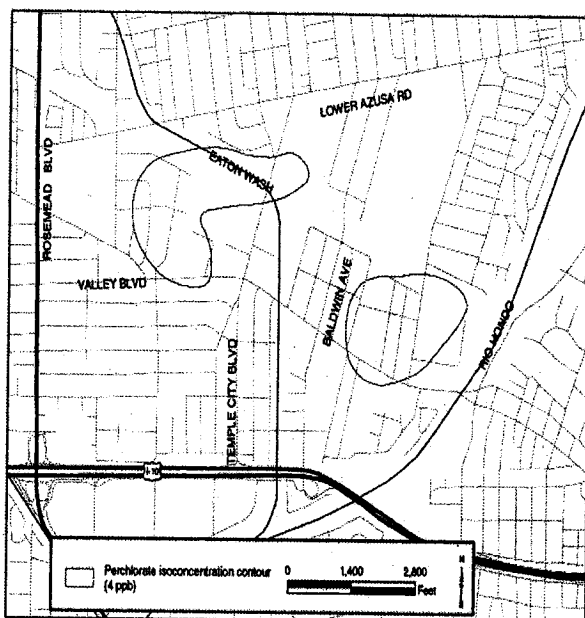 LOWER AZUSA RD
EATON WASH
ROSEMEAD BLVD
VALLEY BLVD
BALDWIN AVE
RIO HONDO
TEMPLE CITY BLVD
I-10
Perchlorate isoconcentration contour
(4 ppb)
0 1,400 2,800
Feet
N